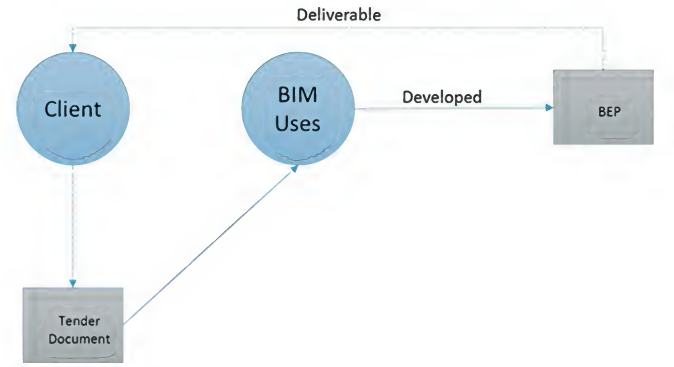 Deliverable
Client
BIM
Uses
Developed
BEP
Tender
Document